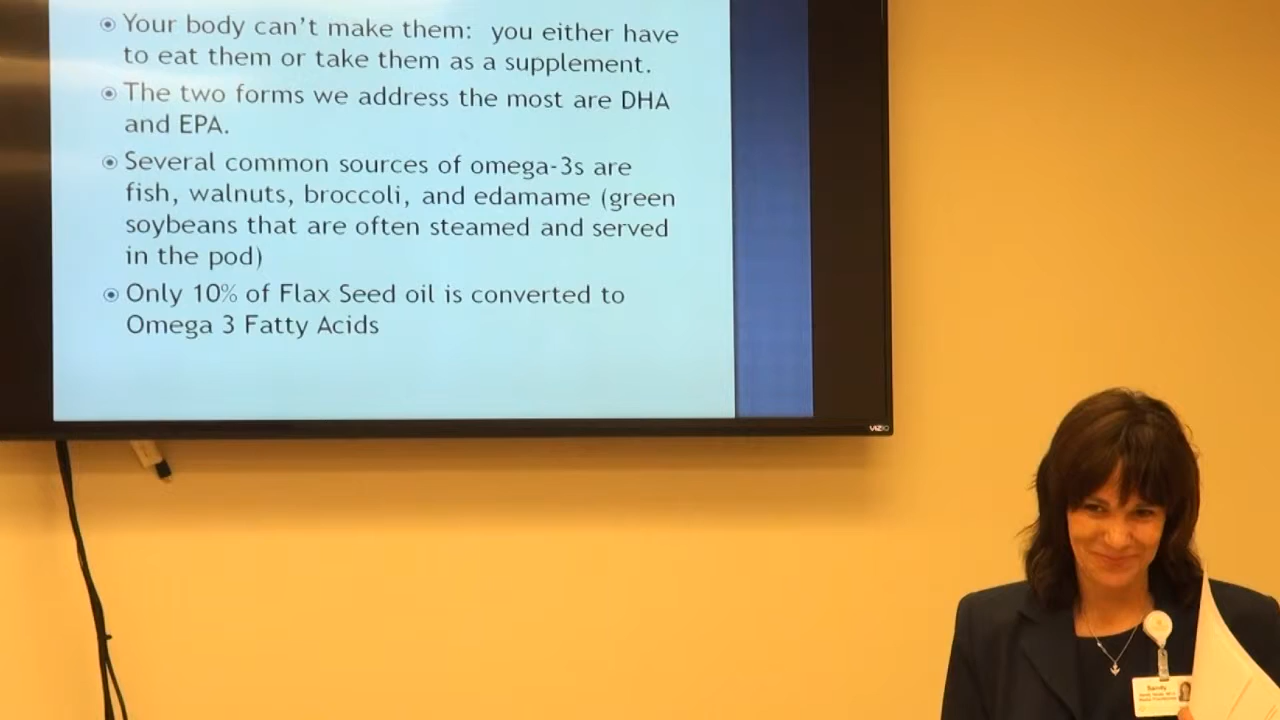 Your body can't make them: you either have
to eat them or take them as a supplement.
The two forms we address the most are DHA
and EPA.
Several common sources of omega-3s are
fish, walnuts, broccoli, and edamame (green
soybeans that are often steamed and served
in the pod)
Only 10% of Flax Seed oil is converted to
Omega 3 Fatty Acids
VIZIO
Sandy